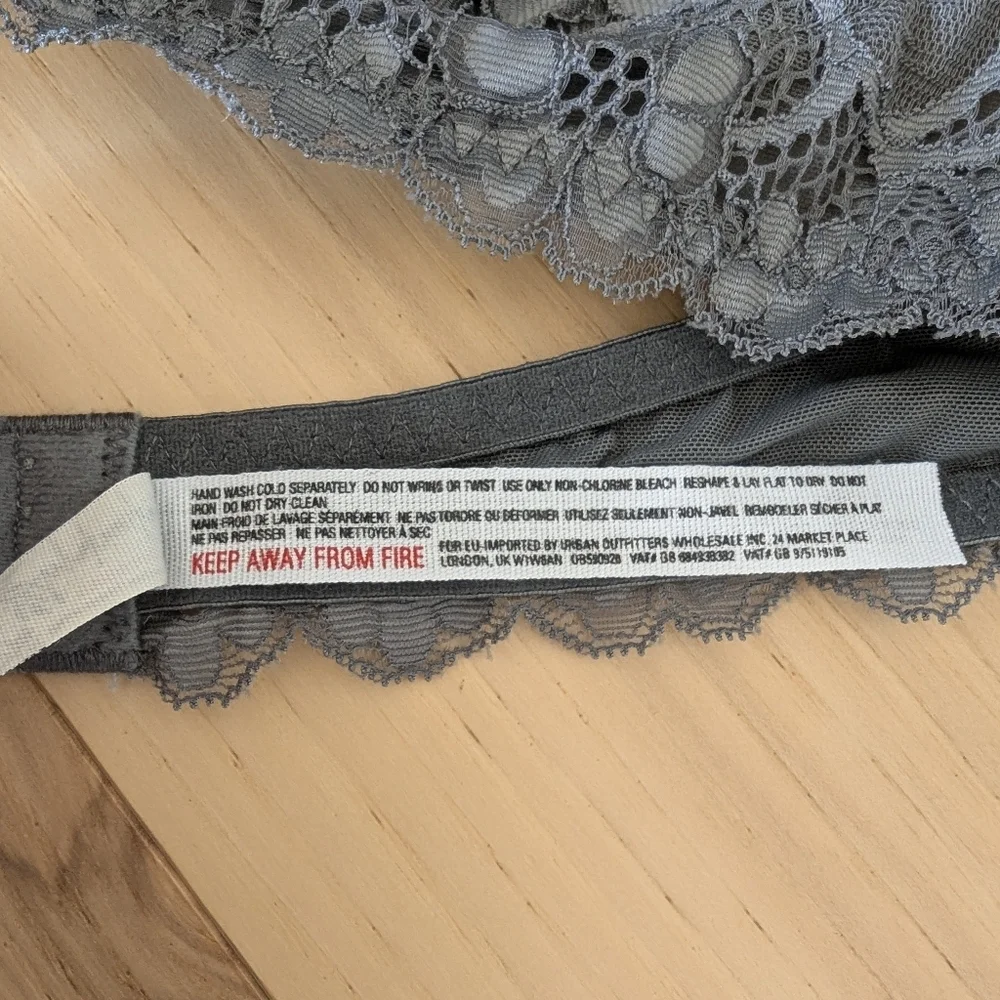 HAND WASH COLD SEPARATELY DO NOT WRING OR TWIST USE ONLY NON-CHLORINE BLEACH RESHAPE & LAY FLAT TO DRY DO NOT
IRON DO NOT DRY CLEAN
MAIN FROID DE LAVAGE SÉPARÉMENT NE PAS TORDRE OU DEFORMER UTILISEZ SEULEMENT NON-JAVEL REMODELER SÉCHER À PLAT
NE PAS REPASSER NE PAS NETTOYER À SEC
KEEP AWAY FROM FIRE
FOR EU-IMPORTED BY URBAN OUTFITTERS WHOLESALE INC. 24 MARKET PLACE
LONDON, UK W1W8AN VAT# GB VAT# GB